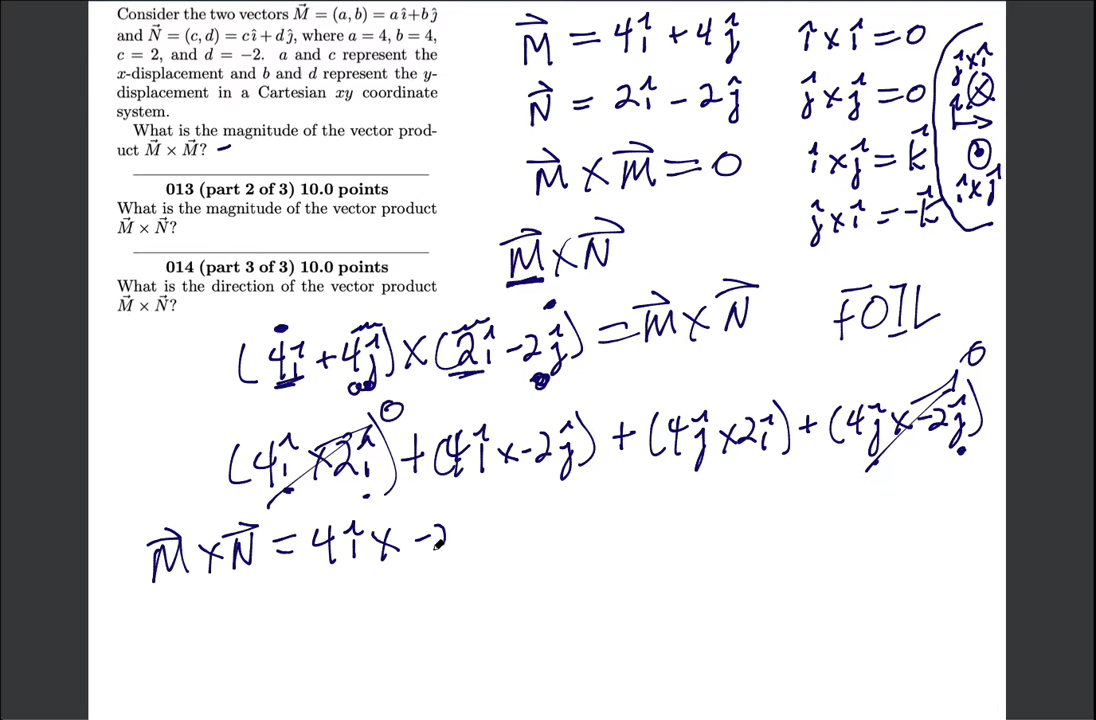 Consider the two vectors M⃗ = (a, b) = a î+b ĵ
and N⃗ = (c, d) = c î + d ĵ, where a = 4, b = 4,
c = 2, and d = −2. a and c represent the
x-displacement and b and d represent the y-
displacement in a Cartesian xy coordinate
system.
What is the magnitude of the vector prod-
uct M⃗ × M⃗?
013 (part 2 of 3) 10.0 points
What is the magnitude of the vector product
M⃗ × N⃗?
014 (part 3 of 3) 10.0 points
What is the direction of the vector product
M⃗ × N⃗?
M⃗ = 4î + 4ĵ
N⃗ = 2î - 2ĵ
M⃗ × M⃗ = 0
M⃗ × N⃗
î × î = 0
ĵ × ĵ = 0
î × ĵ = k̂
ĵ × î = -k̂
ĵ × î
î × ĵ
(4î + 4ĵ) × (2î - 2ĵ) = M⃗ × N⃗
FOIL
(4î × 2î) 0 + (4î × -2ĵ) + (4ĵ × 2î) + (4ĵ × -2ĵ) 0
M⃗ × N⃗ = 4î × -2